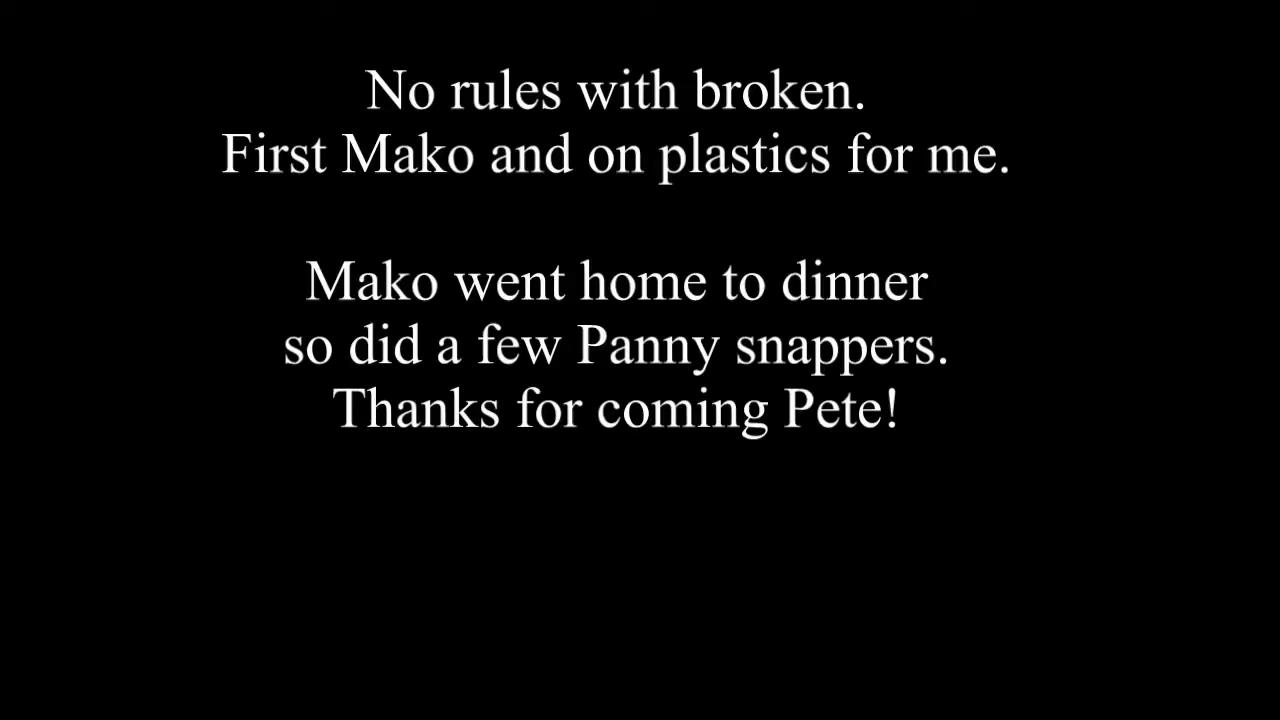 No rules with broken.
First Mako and on plastics for me.
Mako went home to dinner
so did a few Panny snappers.
Thanks for coming Pete!